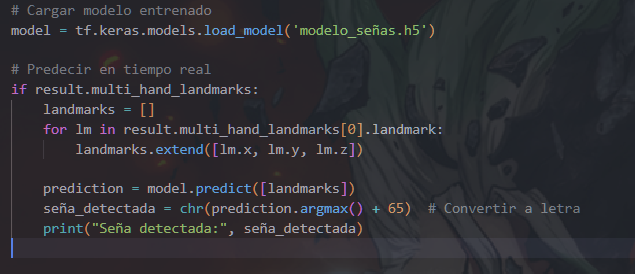 # Cargar modelo entrenado
model = tf.keras.models.load_model('modelo_señas.h5')
# Predecir en tiempo real
if result.multi_hand_landmarks:
landmarks = []
for lm in result.multi_hand_landmarks[0].landmark:
landmarks.extend([lm.x, lm.y, lm.z])
prediction = model.predict([landmarks])
seña_detectada = chr(prediction.argmax() + 65)  # Convertir a letra
print("Seña detectada:", seña_detectada)